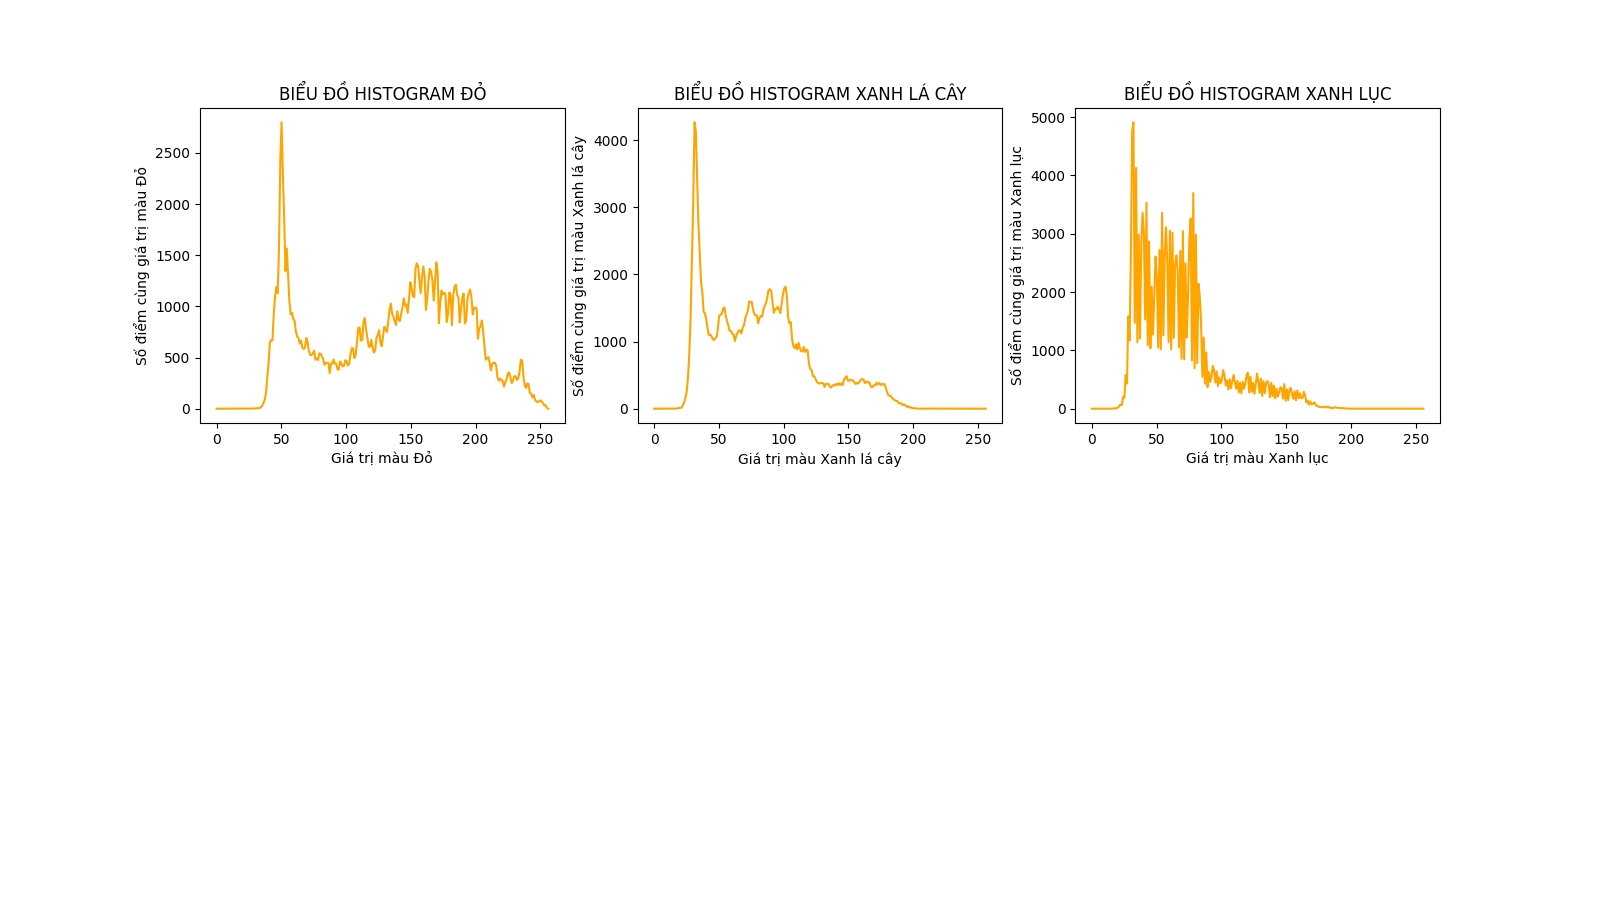 BIỂU ĐỒ HISTOGRAM ĐỎ
Số điểm cùng giá trị màu Đỏ
2500
2000
1500
1000
500
0
0 50 100 150 200 250
Giá trị màu Đỏ
BIỂU ĐỒ HISTOGRAM XANH LÁ CÂY
Số điểm cùng giá trị màu Xanh lá cây
4000
3000
2000
1000
0
0 50 100 150 200 250
Giá trị màu Xanh lá cây
BIỂU ĐỒ HISTOGRAM XANH LỤC
Số điểm cùng giá trị màu Xanh lục
5000
4000
3000
2000
1000
0
0 50 100 150 200 250
Giá trị màu Xanh lục